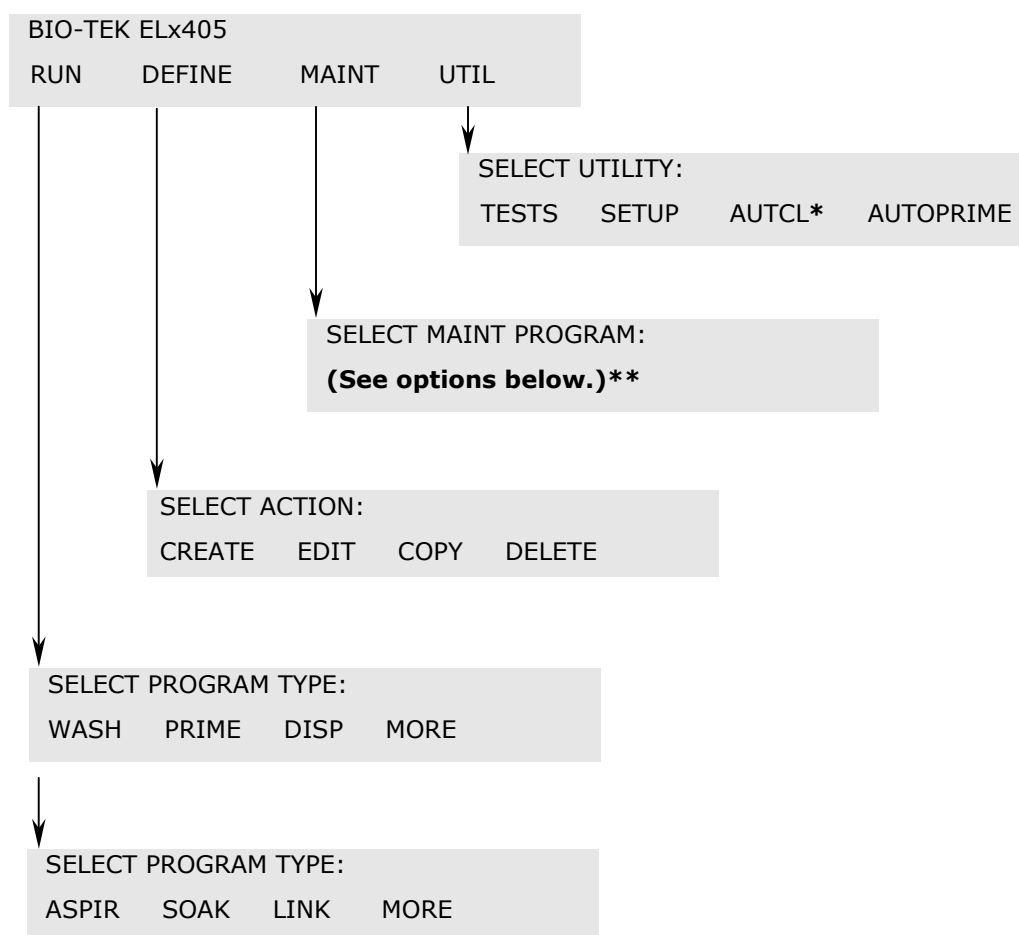 BIO-TEK ELx405
RUN DEFINE MAINT UTIL
SELECT UTILITY:
TESTS SETUP AUTCL* AUTOPRIME
SELECT MAINT PROGRAM:
(See options below.)**
SELECT ACTION:
CREATE EDIT COPY DELETE
SELECT PROGRAM TYPE:
WASH PRIME DISP MORE
SELECT PROGRAM TYPE:
ASPIR SOAK LINK MORE